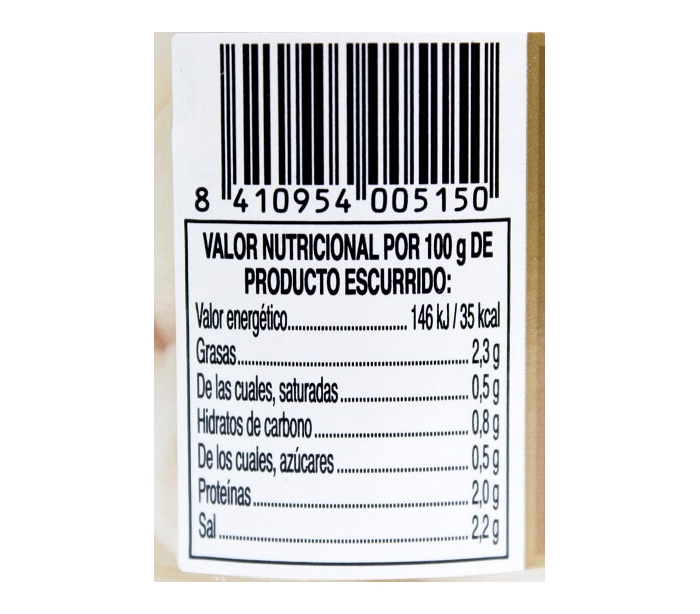 8 410954 005150
VALOR NUTRICIONAL POR 100 g DE
PRODUCTO ESCURRIDO:
Valor energético.............................. 146 kJ / 35 kcal
Grasas.......................................................... 2,3 g
De las cuales, saturadas................................ 0,5 g
Hidratos de carbono...................................... 0,8 g
De los cuales, azúcares................................. 0,5 g
Proteínas....................................................... 2,0 g
Sal................................................................ 2,2 g